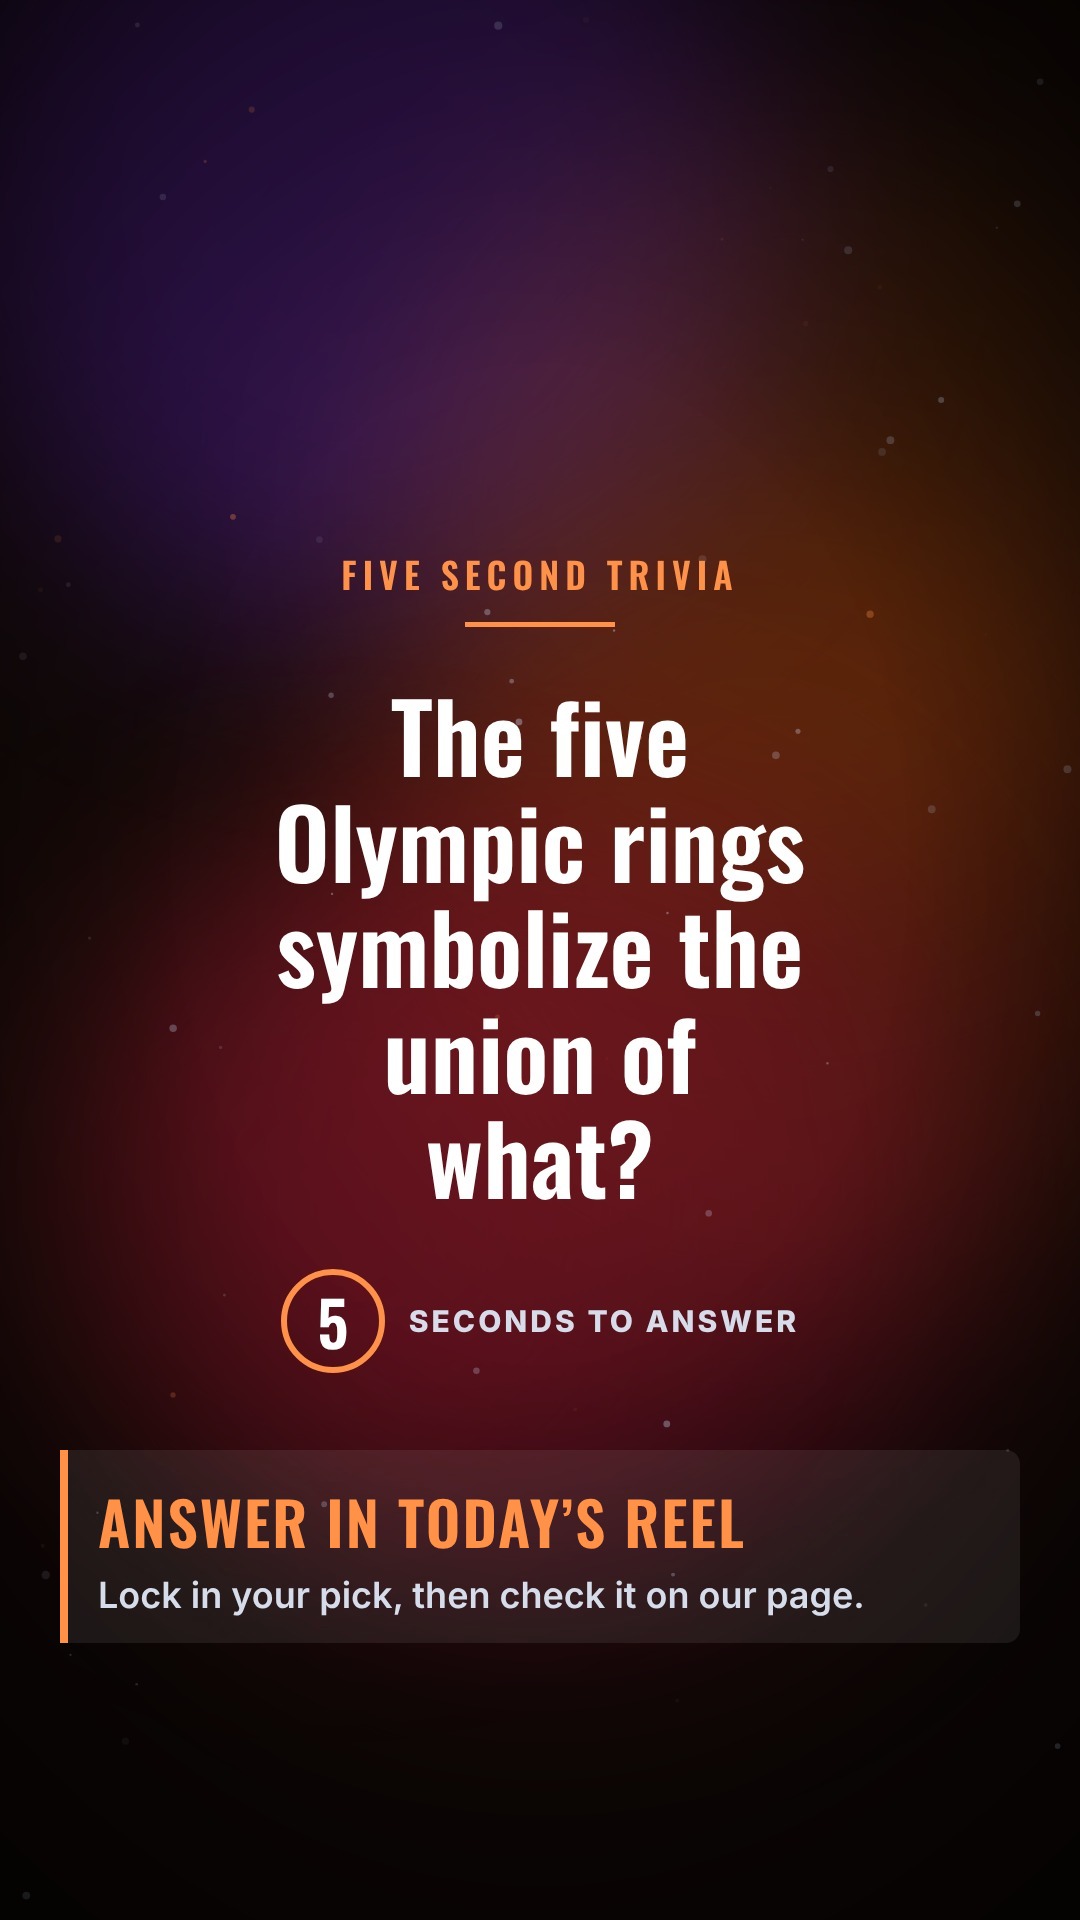 FIVE SECOND TRIVIA
The five
Olympic rings
symbolize the
union of
what?
5 SECONDS TO ANSWER
ANSWER IN TODAY’S REEL
Lock in your pick, then check it on our page.